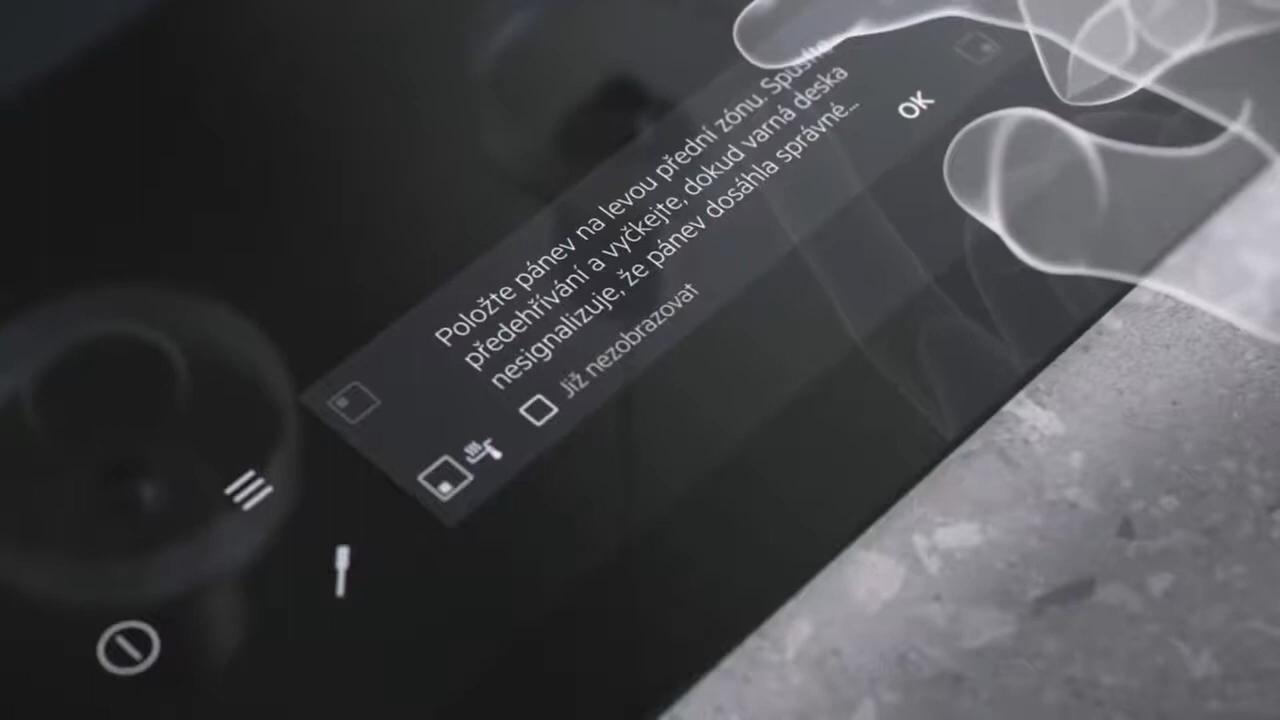 Položte pánev na levou přední zónu. Spusťte
předehřívání a vyčkejte, dokud varná deska
nesignalizuje, že pánev dosáhla správné...
Již nezobrazovat
OK